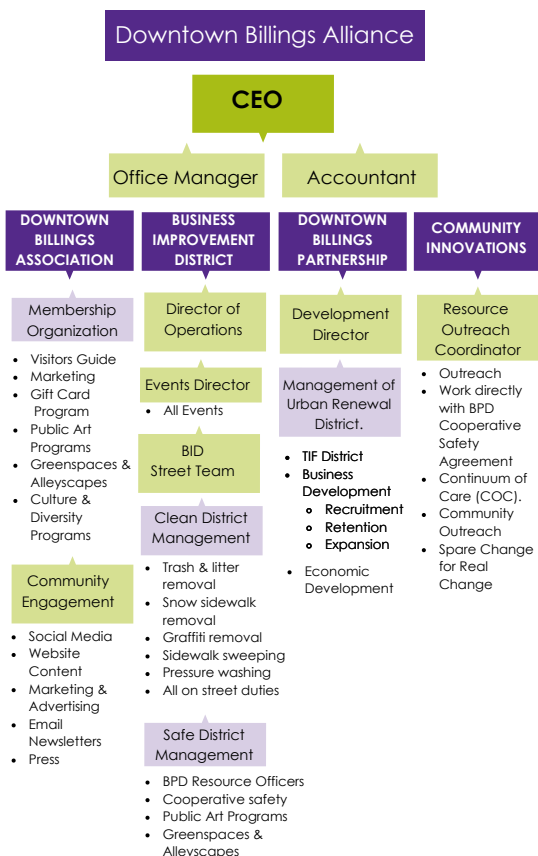 Downtown Billings Alliance
CEO
Office Manager
Accountant
DOWNTOWN
BILLINGS
ASSOCIATION
Membership
Organization
• Visitors Guide
• Marketing
• Gift Card
Program
• Public Art
Programs
• Greenspaces &
Alleyscapes
• Culture &
Diversity
Programs
Community
Engagement
• Social Media
• Website
Content
• Marketing &
Advertising
• Email
Newsletters
• Press
BUSINESS
IMPROVEMENT
DISTRICT
Director of
Operations
Events Director
• All Events
BID
Street Team
Clean District
Management
• Trash & litter
removal
• Snow sidewalk
removal
• Graffiti removal
• Sidewalk sweeping
• Pressure washing
• All on street duties
Safe District
Management
• BPD Resource Officers
• Cooperative safety
• Public Art Programs
• Greenspaces &
Alleyscapes
DOWNTOWN
BILLINGS
PARTNERSHIP
Development
Director
Management of
Urban Renewal
District.
• TIF District
• Business
Development
o Recruitment
o Retention
o Expansion
• Economic
Development
COMMUNITY
INNOVATIONS
Resource
Outreach
Coordinator
• Outreach
• Work directly
with BPD
Cooperative
Safety
Agreement
• Continuum of
Care (COC).
• Community
Outreach
• Spare Change
for Real
Change